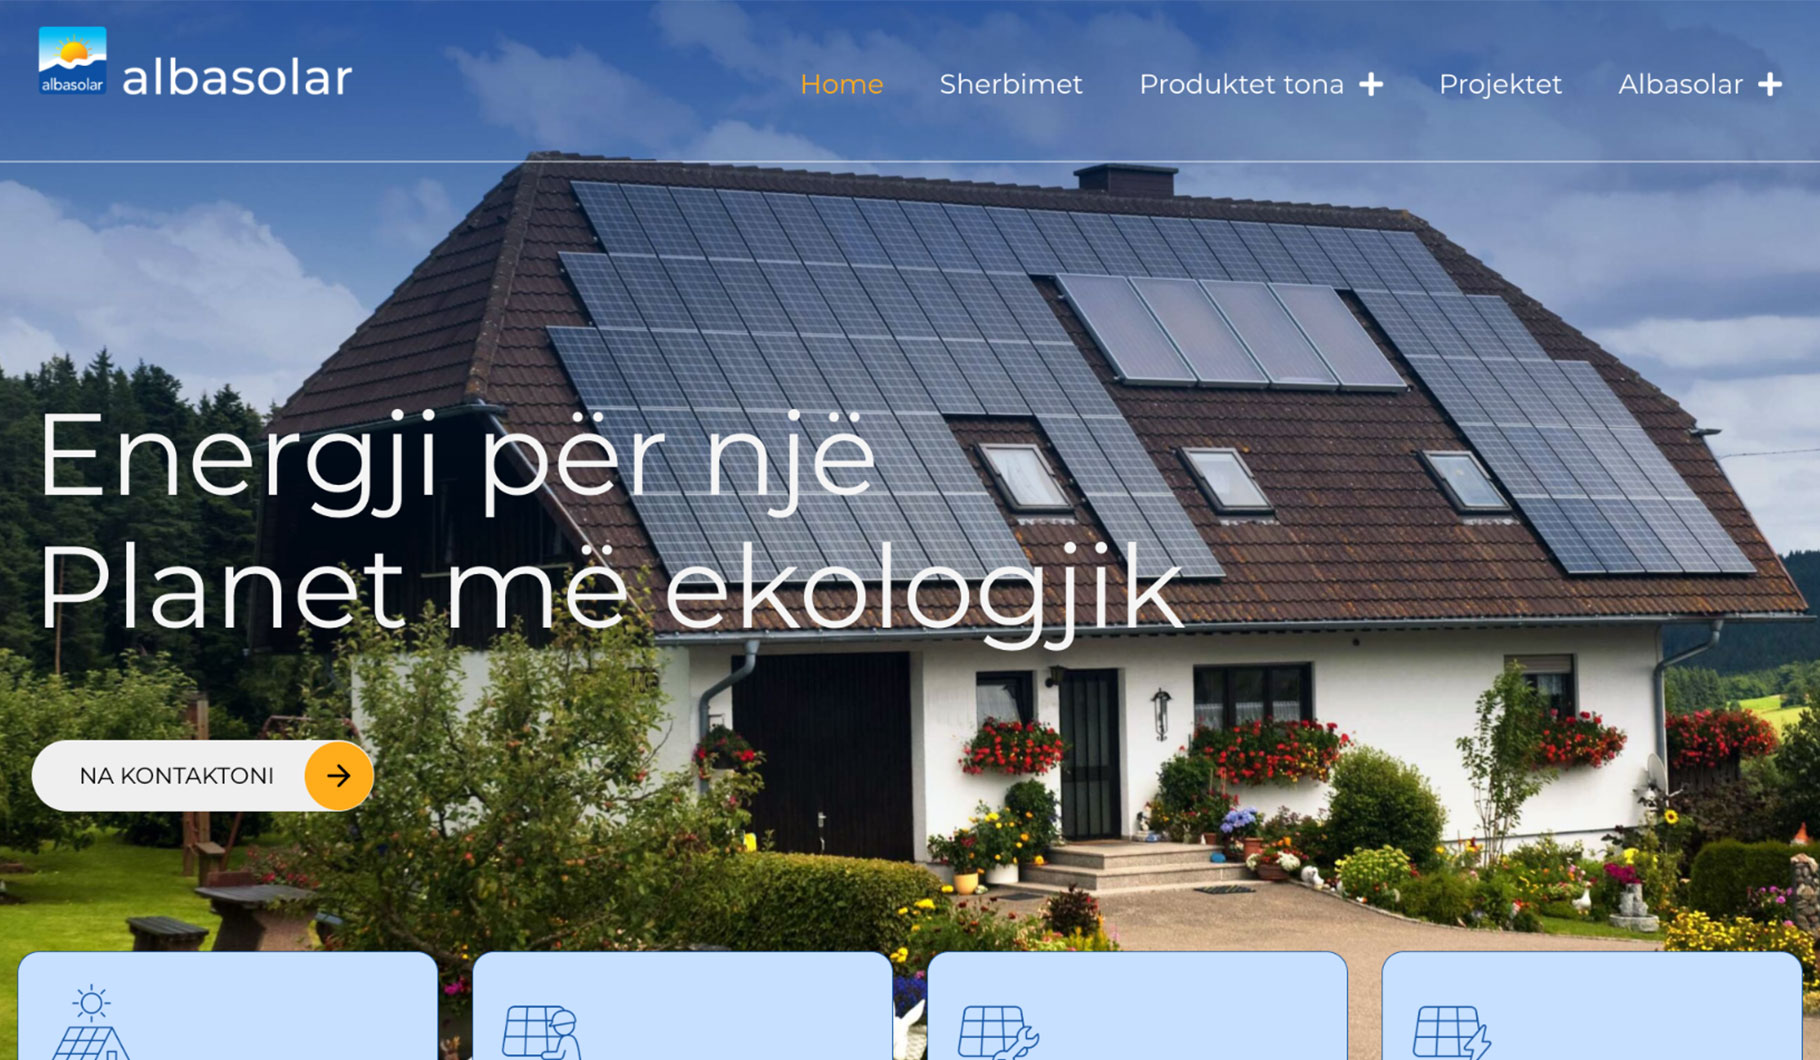 albasolar
albasolar
Home
Sherbimet
Produktet tona +
Projektet
Albasolar +
Energji për një
Planet më ekologjik
NA KONTAKTONI